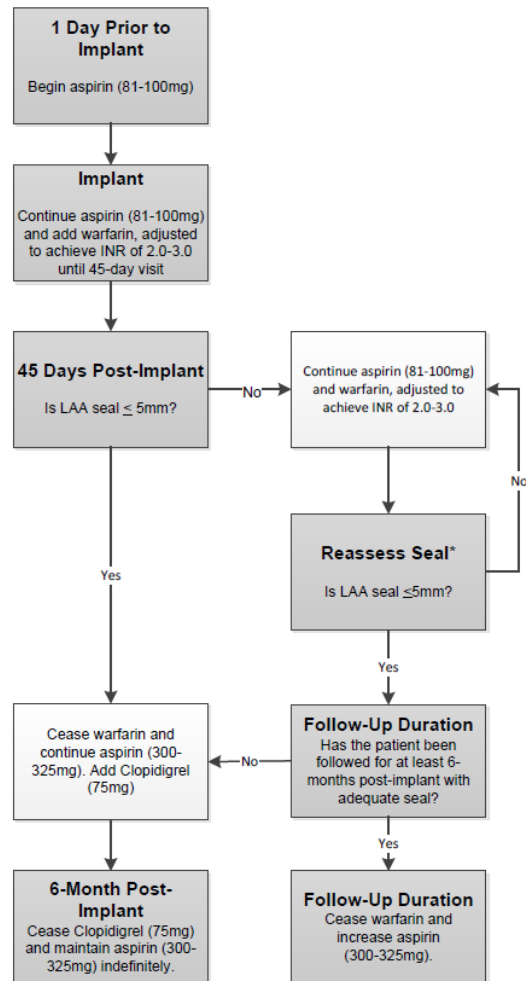 1 Day Prior to
Implant
Begin aspirin (81-100mg)
Implant
Continue aspirin (81-100mg)
and add warfarin, adjusted
to achieve INR of 2.0-3.0
until 45-day visit
45 Days Post-Implant
Is LAA seal ≤ 5mm?
No
Continue aspirin (81-100mg)
and warfarin, adjusted to
achieve INR of 2.0-3.0
No
Reassess Seal*
Is LAA seal ≤5mm?
Yes
Yes
Cease warfarin and
continue aspirin (300-
325mg). Add Clopidigrel
(75mg)
No
Follow-Up Duration
Has the patient been
followed for at least 6-
months post-implant with
adequate seal?
Yes
6-Month Post-
Implant
Cease Clopidigrel (75mg)
and maintain aspirin (300-
325mg) indefinitely.
Follow-Up Duration
Cease warfarin and
increase aspirin
(300-325mg).